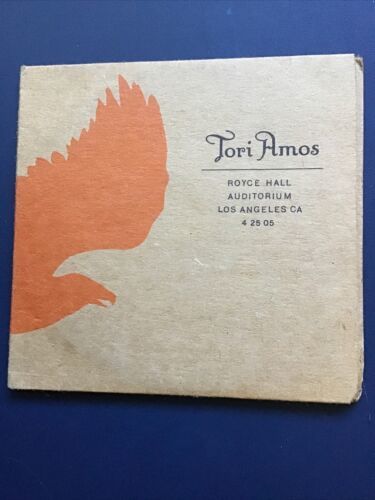 Tori Amos
ROYCE HALL
AUDITORIUM
LOS ANGELES CA
4 25 05